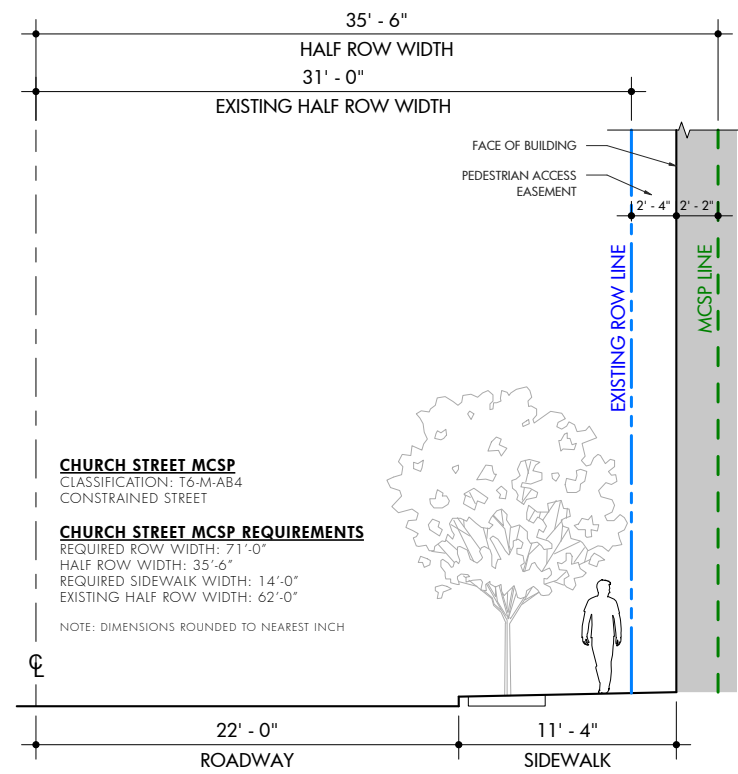 35' - 6"
HALF ROW WIDTH
31' - 0"
EXISTING HALF ROW WIDTH
FACE OF BUILDING
PEDESTRIAN ACCESS
EASEMENT
2' - 4"
2' - 2"
EXISTING ROW LINE
MCSP LINE
CHURCH STREET MCSP
CLASSIFICATION: T6-M-AB4
CONSTRAINED STREET
CHURCH STREET MCSP REQUIREMENTS
REQUIRED ROW WIDTH: 71'-0"
HALF ROW WIDTH: 35'-6"
REQUIRED SIDEWALK WIDTH: 14'-0"
EXISTING HALF ROW WIDTH: 62'-0"
NOTE: DIMENSIONS ROUNDED TO NEAREST INCH
℄
22' - 0"
ROADWAY
11' - 4"
SIDEWALK